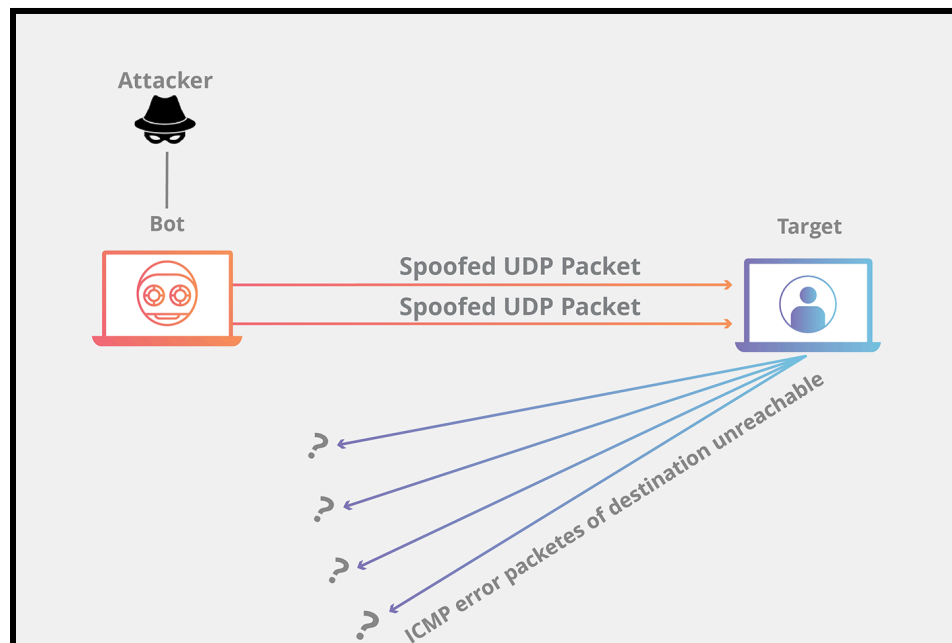 Attacker
Bot
Target
Spoofed UDP Packet
Spoofed UDP Packet
?
?
?
?
ICMP error packetes of destination unreachable